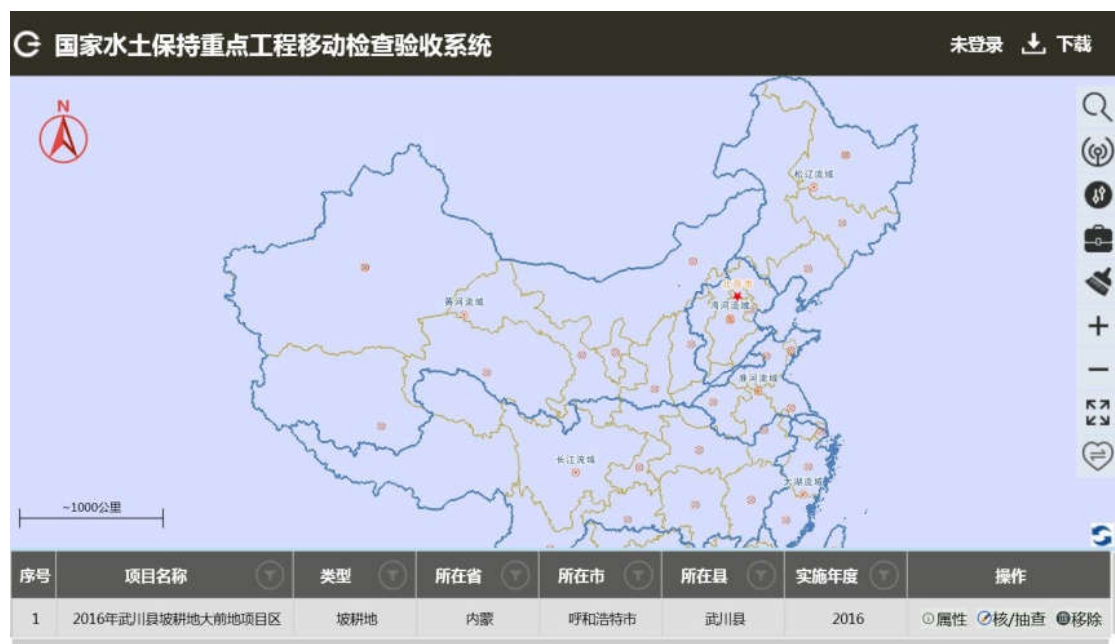 国家水土保持重点工程移动检查验收系统 未登录 下载
N
松辽流域
北京市
黄河流域
海河流域
淮河流域
长江流域
太湖流域
~1000公里
序号 项目名称 类型 所在省 所在市 所在县 实施年度 操作
1 2016年武川县坡耕地大前地项目区 坡耕地 内蒙 呼和浩特市 武川县 2016 属性 核/抽查 移除